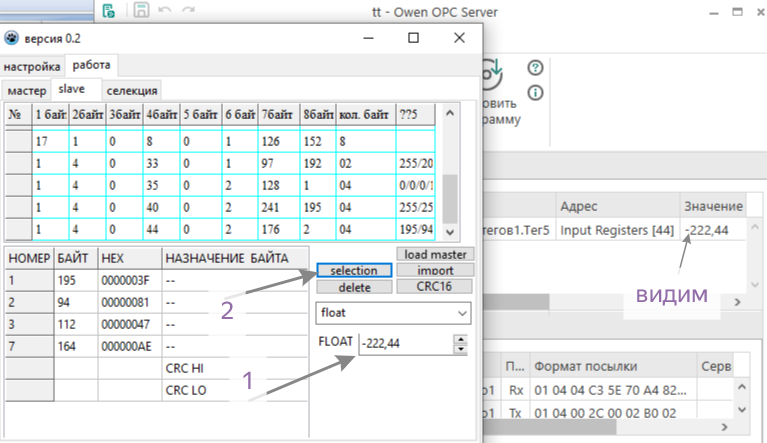 tt - Owen OPC Server
версия 0.2
настройка работа
мастер slave селекция
№ 1 байт 2байт 3байт 4байт 5 байт 6 байт 7байт 8байт кол. байт ??5
17 1 0 8 0 1 126 152 8
1 4 0 33 0 1 97 192 02 255/20
1 4 0 35 0 2 128 1 04 0/0/0/1
1 4 0 40 0 2 241 195 04 255/25
1 4 0 44 0 2 176 2 04 195/94
овить
рамму
Адрес Значение
тегов1.Тег5 Input Registers [44] -222,44
видим
НОМЕР БАЙТ HEX НАЗНАЧЕНИЕ БАЙТА
1 195 0000003F --
2 94 00000081 --
3 112 00000047 --
7 164 000000AE --
CRC HI
CRC LO
load master
selection import
delete CRC16
2
float
FLOAT -222,44
1
П... Формат посылки Серв
р1 Rx 01 04 04 C3 5E 70 A4 82...
р1 Tx 01 04 00 2C 00 02 B0 02